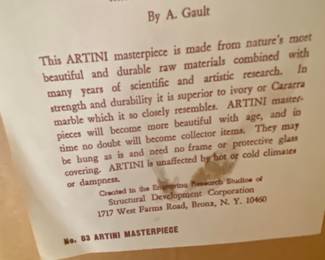 By A. Gault
This ARTINI masterpiece is made from nature's most
beautiful and durable raw materials combined with
many years of scientific and artistic research. In
strength and durability it is superior to ivory or Cararra
marble which it so closely resembles. ARTINI master-
pieces will become more beautiful with age, and in
time no doubt will become collector items. They may
be hung as is and need no frame or protective glass
covering. ARTINI is unaffected by hot or cold climates
or dampness.
Created in the Engraving Research Studios of
Structural Development Corporation
1717 West Farms Road, Bronx, N. Y. 10460
No. 63 ARTINI MASTERPIECE